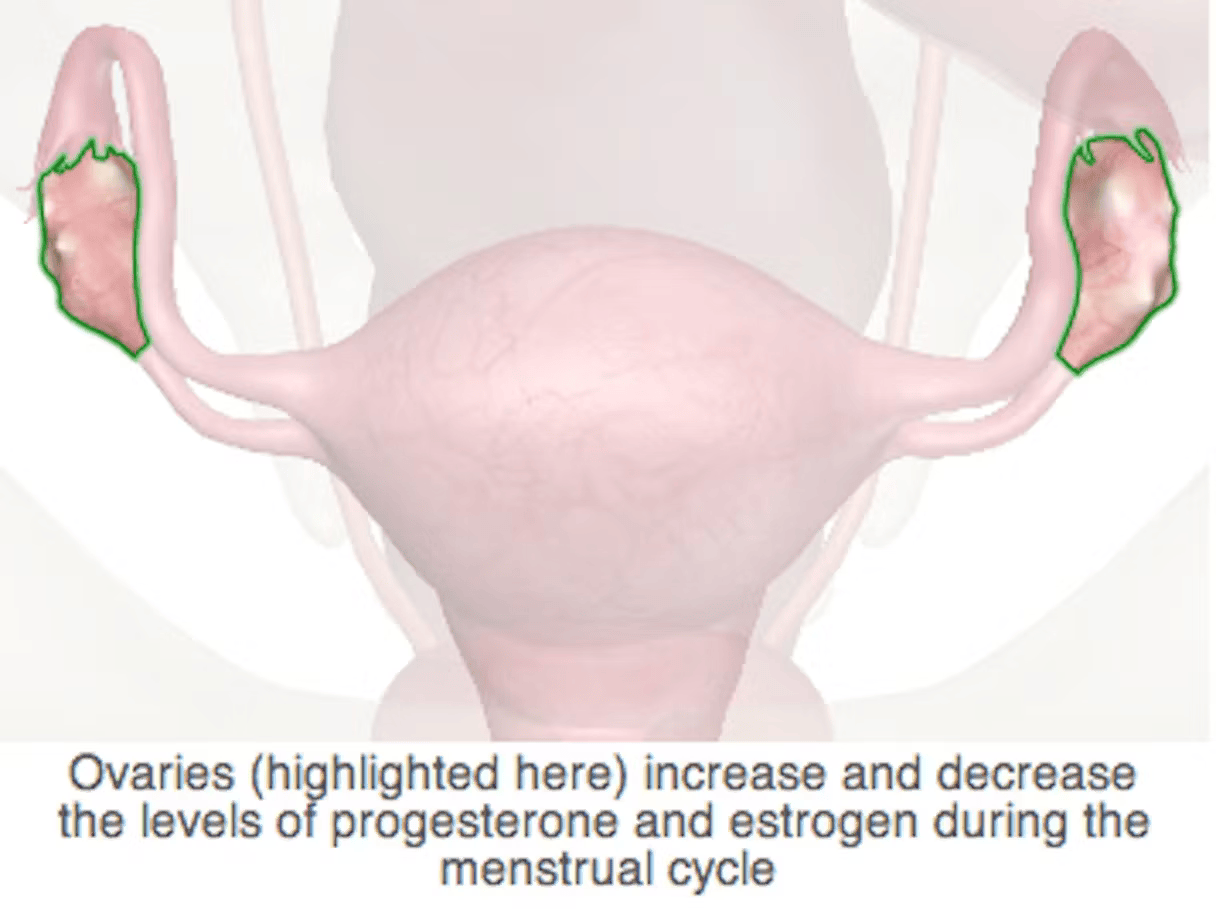 Ovaries (highlighted here) increase and decrease
the levels of progesterone and estrogen during the
menstrual cycle